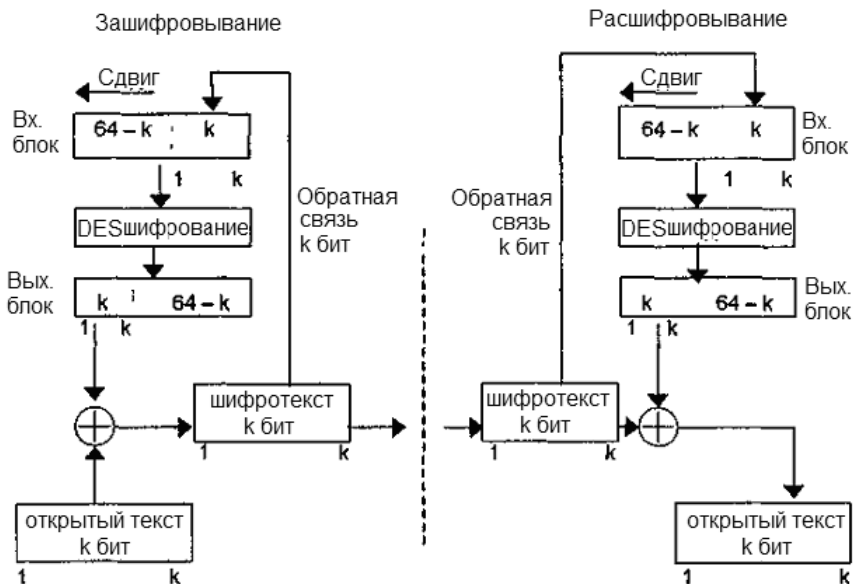 Зашифровывание
Сдвиг
Вх.
блок
64 – k k
1 k
DESшифрование
Обратная
связь
k бит
Вых.
блок
k 64 – k
1 k
шифротекст
k бит
1 k
открытый текст
k бит
1 k
Расшифровывание
Сдвиг
64 – k k
Вх.
блок
1 k
Обратная
связь
k бит
DESшифрование
k 64 – k
Вых.
блок
1 k
шифротекст
k бит
1 k
открытый текст
k бит
1 k